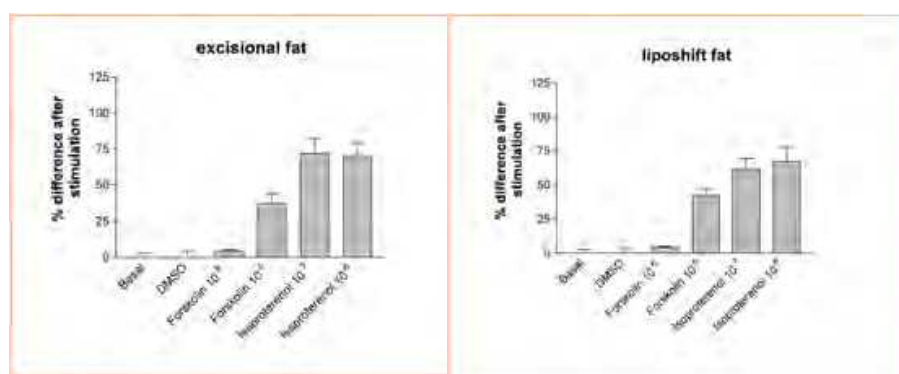 excisional fat
% difference after
stimulation
125
100
75
50
25
0
Basal
DMSO
Forskolin
Forskolin
Isoproterenol
Isoproterenol
liposhift fat
% difference after
stimulation
125
100
75
50
25
0
Basal
DMSO
Forskolin
Forskolin
Isoproterenol
Isoproterenol